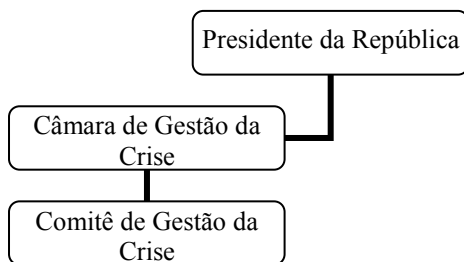 Presidente da República
Câmara de Gestão da
Crise
Comitê de Gestão da
Crise